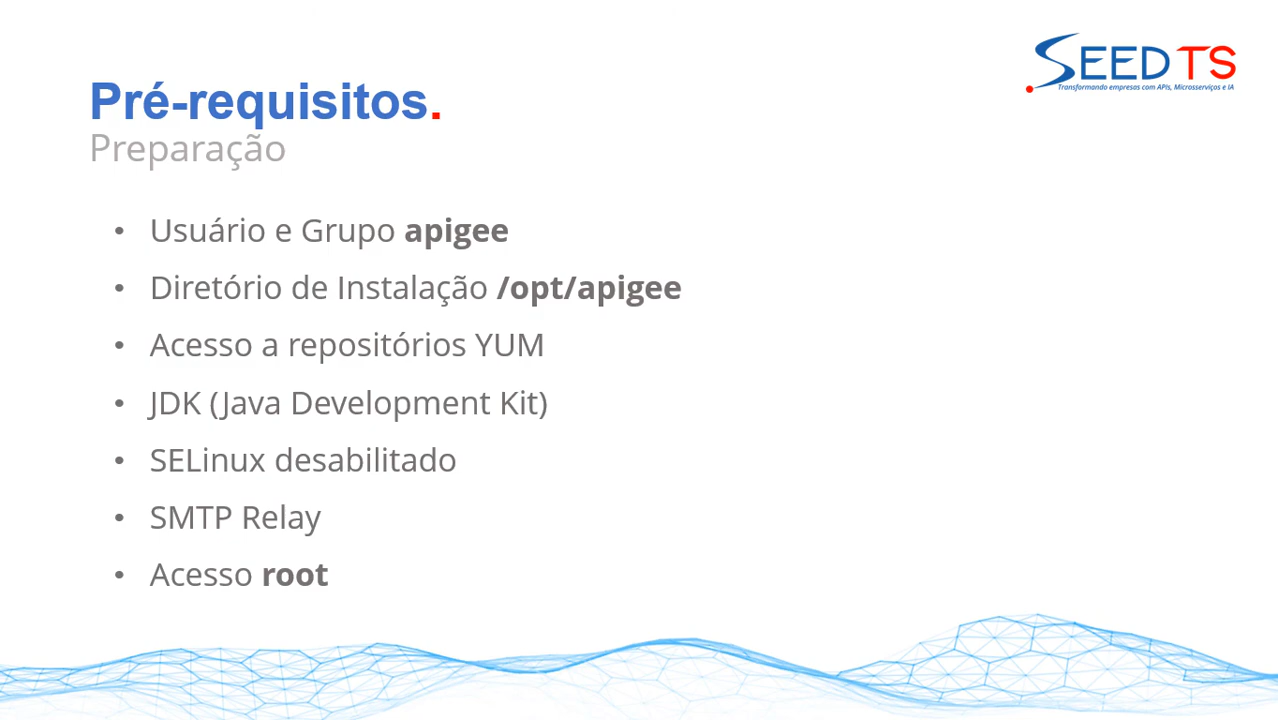 SEED TS
Transformando empresas com APIs, Microsserviços e IA
Pré-requisitos.
Preparação
• Usuário e Grupo apigee
• Diretório de Instalação /opt/apigee
• Acesso a repositórios YUM
• JDK (Java Development Kit)
• SELinux desabilitado
• SMTP Relay
• Acesso root